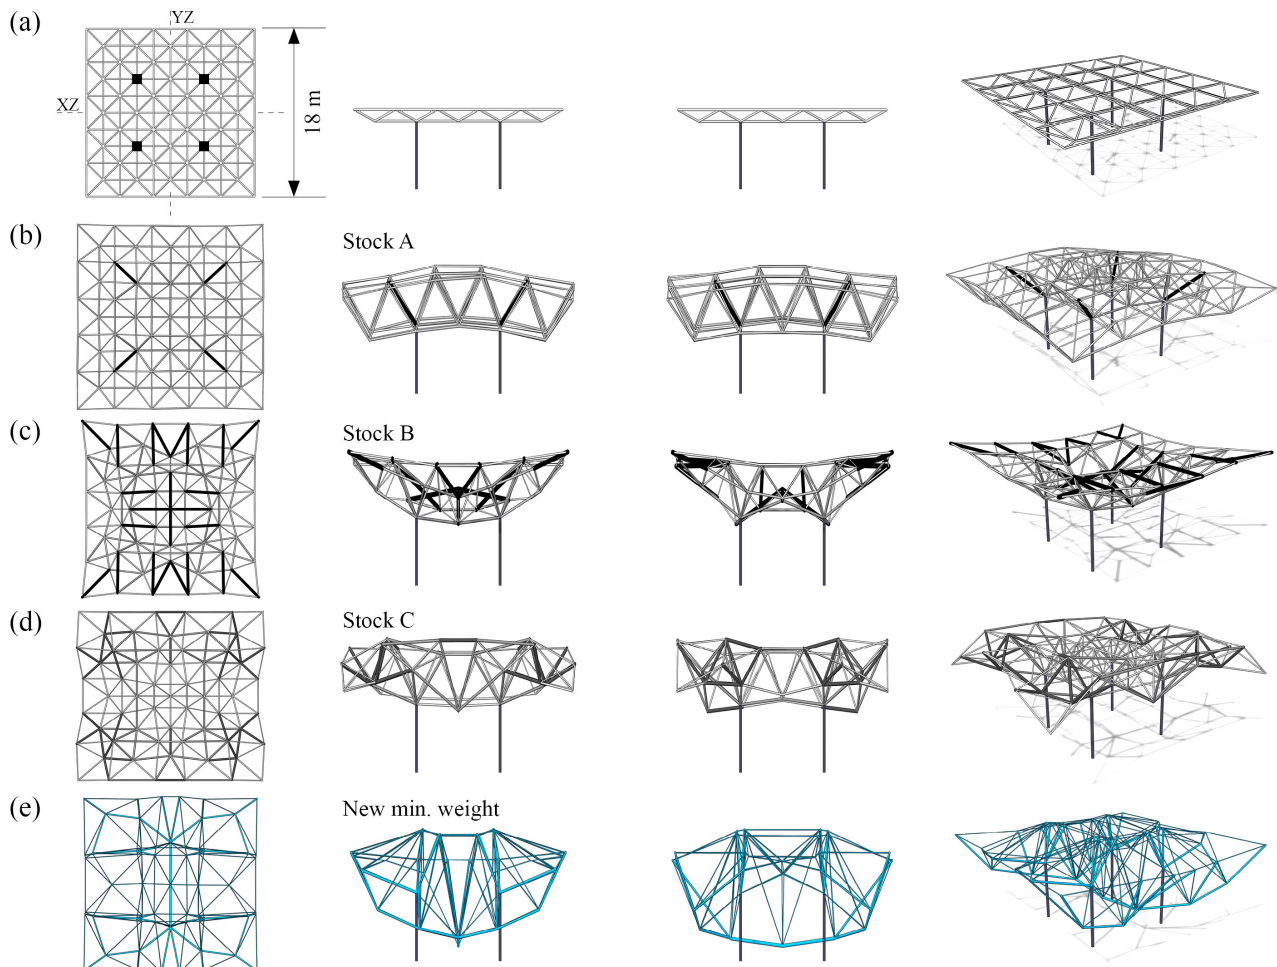 (a)
YZ
XZ
18 m
(b)
Stock A
(c)
Stock B
(d)
Stock C
(e)
New min. weight